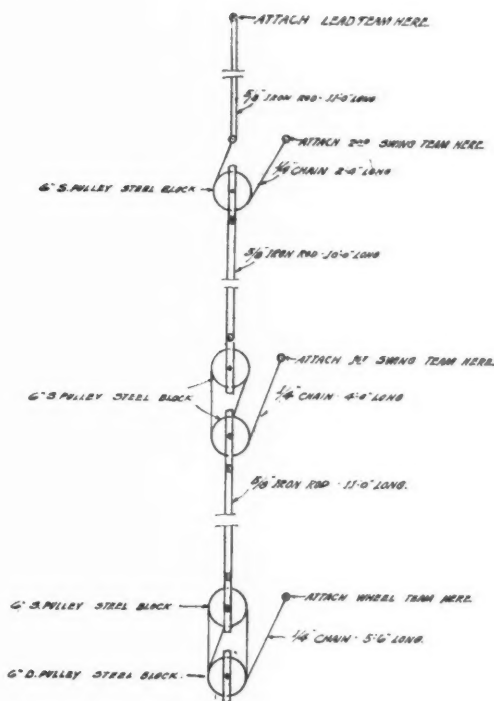 ATTACH LEAD TEAM HERE.
5/8" IRON ROD - 11'-0" LONG
ATTACH 2ND SWING TEAM HERE.
1/4" CHAIN 2'-0" LONG
6" S. PULLEY STEEL BLOCK
5/8" IRON ROD - 10'-0" LONG
ATTACH 1ST SWING TEAM HERE.
6" S. PULLEY STEEL BLOCK
1/4" CHAIN - 4'-0" LONG
5/8" IRON ROD - 11'-0" LONG.
6" S. PULLEY STEEL BLOCK
ATTACH WHEEL TEAM HERE.
1/4" CHAIN - 5'-6" LONG.
6" D. PULLEY STEEL BLOCK.